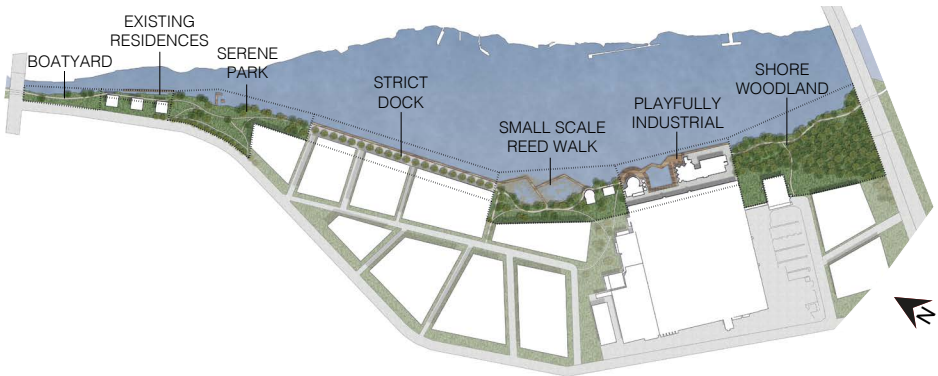 BOATYARD
EXISTING
RESIDENCES
SERENE
PARK
STRICT
DOCK
SMALL SCALE
REED WALK
PLAYFULLY
INDUSTRIAL
SHORE
WOODLAND
N